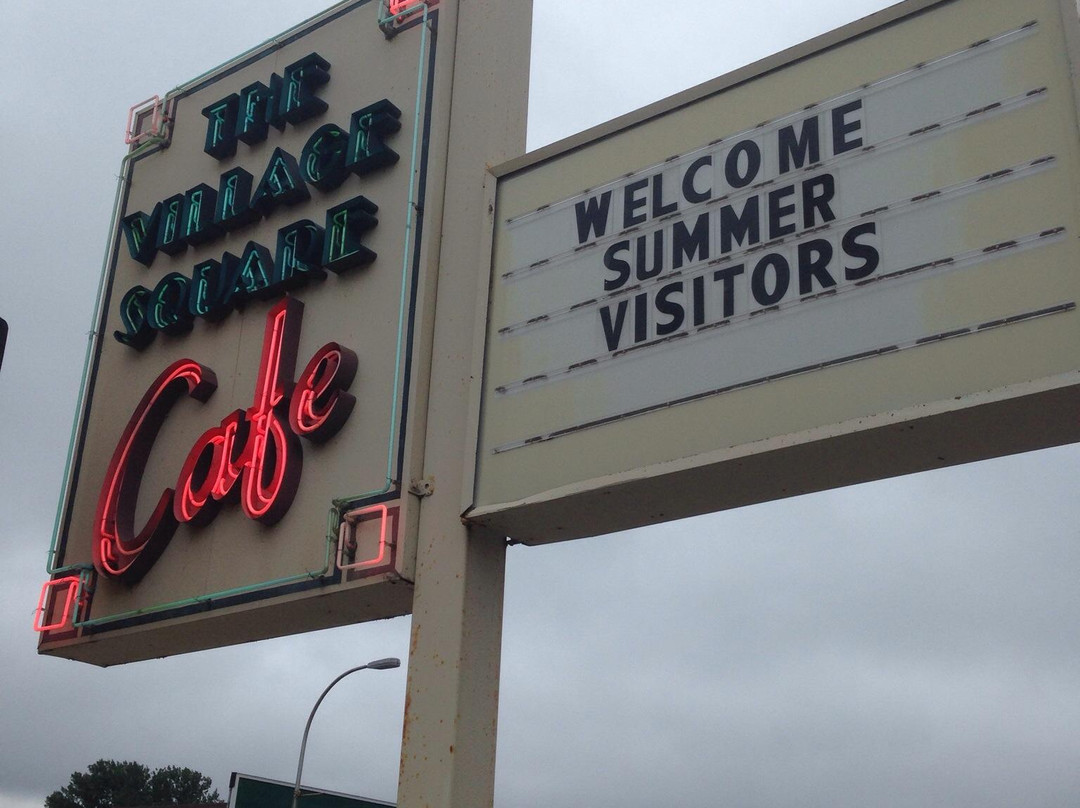 THE
VILLAGE
SQUARE
Cafe
WELCOME
SUMMER
VISITORS